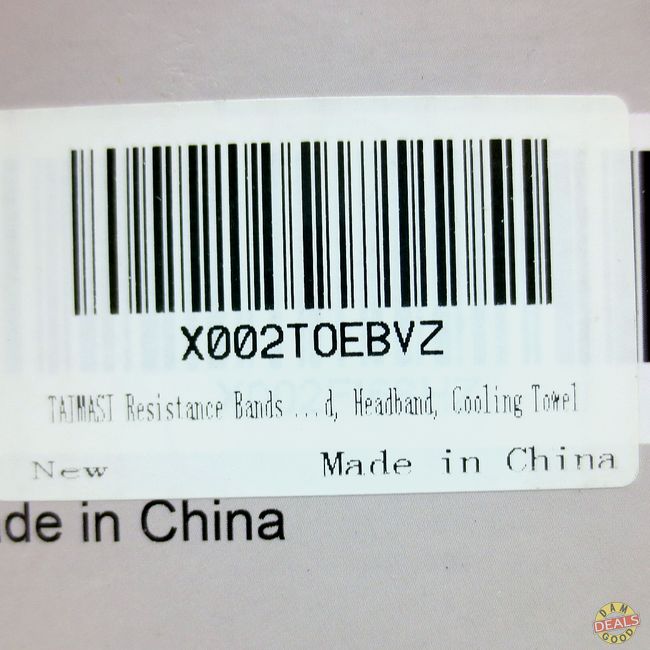 X002TOEBVZ
TAIMASI Resistance Bands ...d, Headband, Cooling Towel
New
Made in China
de in China
DAM
DEALS
GOOD